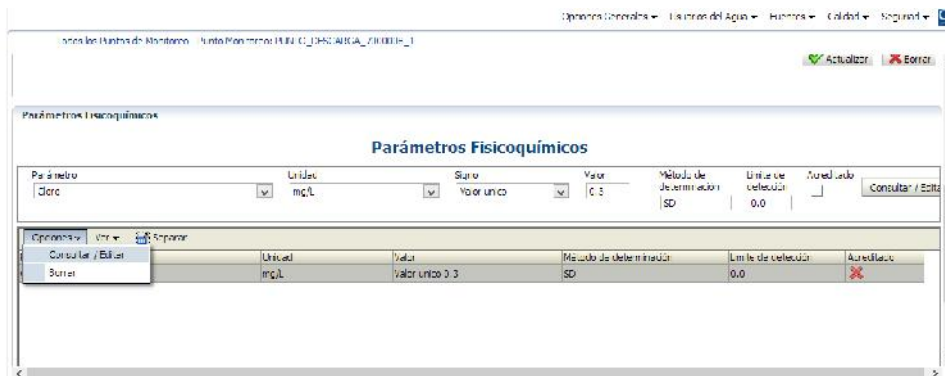 Opciones Generales Usuarios del Agua Fuentes Calidad Seguridad
Todos los Puntos de Monitoreo Punto Monitoreo:
Actualizar Borrar
Parámetros Fisicoquímicos
Parámetros Fisicoquímicos
Parámetro Unidad Signo Valor Método de determinación Límite de detección Acreditado
Cloro mg/L Valor unico 0.3 SD 0.0 Consultar / Edita
Opciones Ver Separar
Consultar / Editar
Borrar
Unidad Valor Método de determinación Límite de detección Acreditado
mg/L Valor unico 0.3 SD 0.0